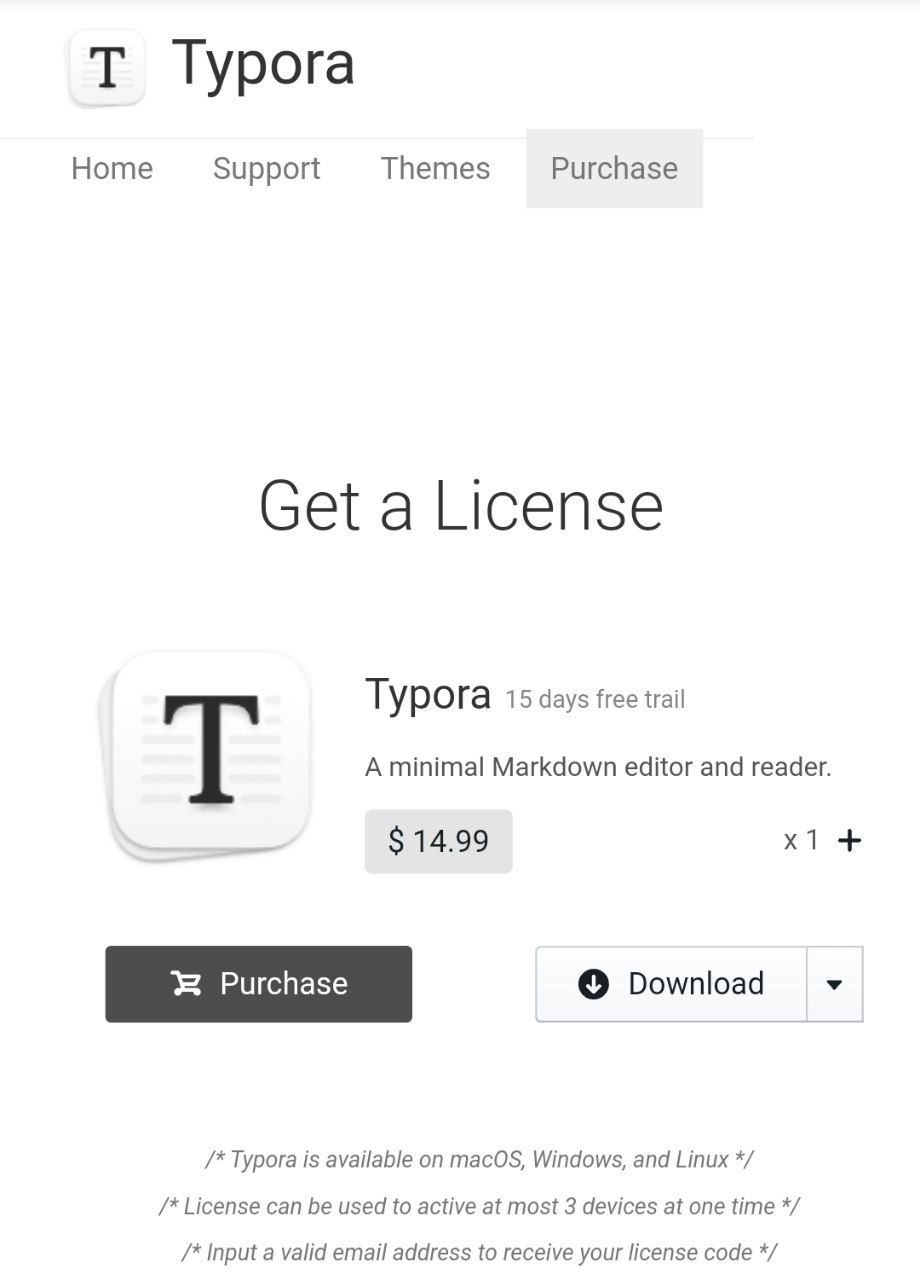 T Typora
Home Support Themes Purchase
Get a License
T
Typora 15 days free trail
A minimal Markdown editor and reader.
$ 14.99 x 1 +
Purchase Download
/* Typora is available on macOS, Windows, and Linux */
/* License can be used to active at most 3 devices at one time */
/* Input a valid email address to receive your license code */